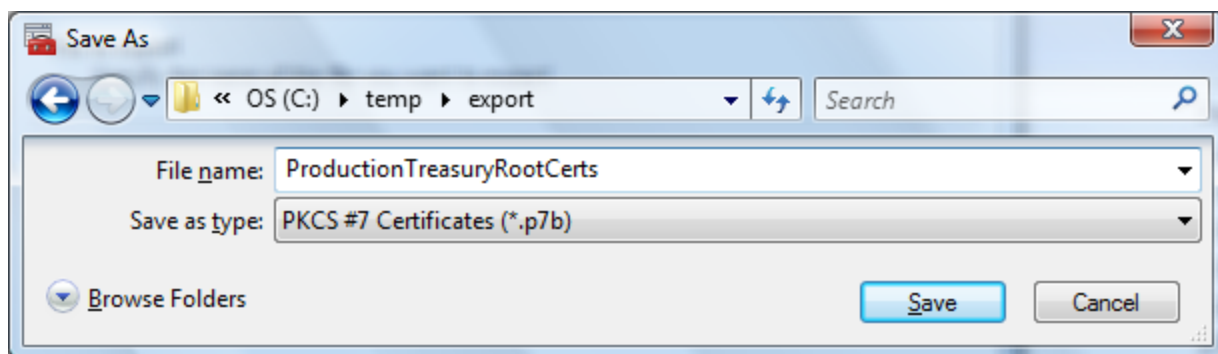 Save As
« OS (C:) ▸ temp ▸ export
Search
File name: ProductionTreasuryRootCerts
Save as type: PKCS #7 Certificates (*.p7b)
Browse Folders
Save Cancel